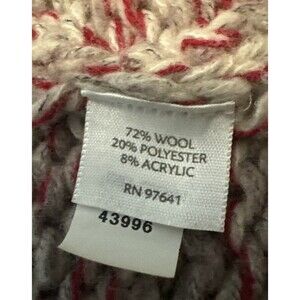 72% WOOL
20% POLYESTER
8% ACRYLIC
RN 97641
43996